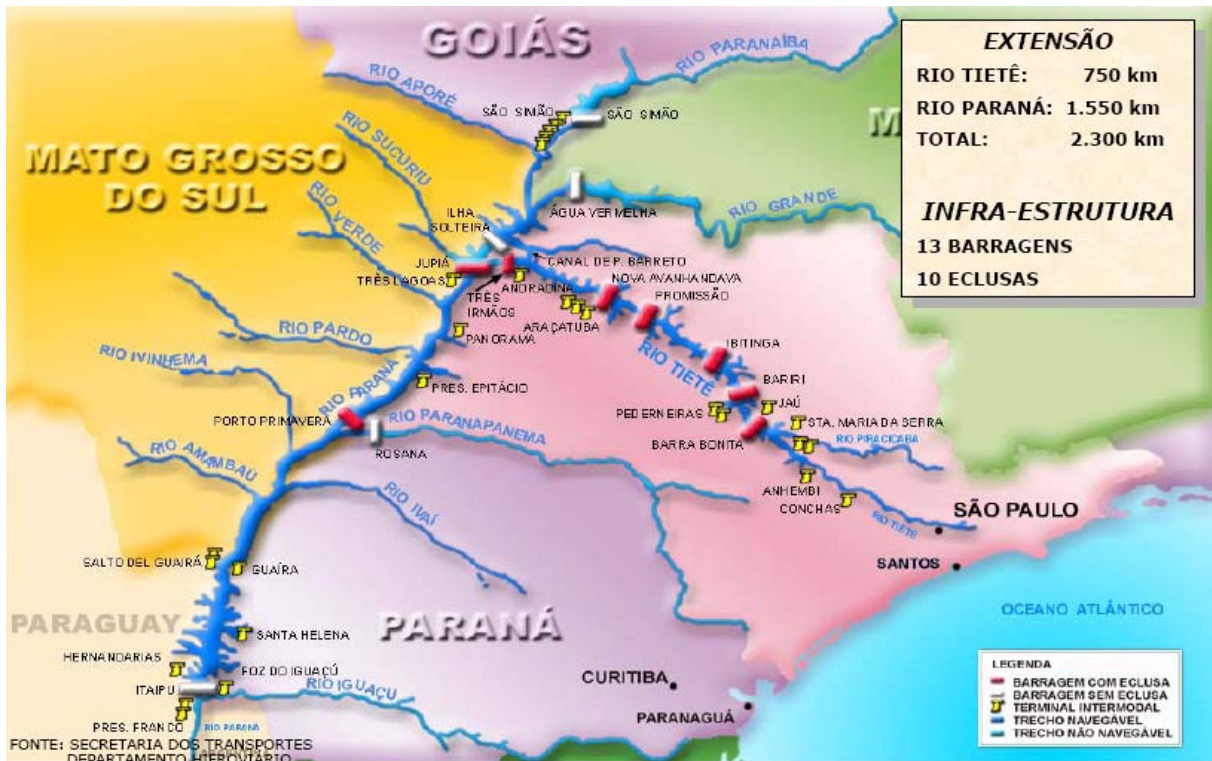 GOIÁS
RIO PARANAÍBA
RIO APORÉ
SÃO SIMÃO
SÃO SIMÃO
EXTENSÃO
RIO TIETÊ: 750 km
RIO PARANÁ: 1.550 km
TOTAL: 2.300 km
INFRA-ESTRUTURA
13 BARRAGENS
10 ECLUSAS
M
MATO GROSSO
DO SUL
RIO SUCURIU
RIO VERDE
ILHA
SOLTEIRA
ÁGUA VERMELHA
RIO GRANDE
JUPIÁ
TRÊS LAGOAS
CANAL DE P. BARRETO
NOVA AVANHANDAVA
ANDRADINA
PROMISSÃO
TRÊS
IRMÃOS
ARAÇATUBA
RIO PARDO
PANORAMA
IBITINGA
RIO TIETÊ
RIO IVINHEMA
RIO PARANÁ
PRES. EPITÁCIO
BARIRI
JAÚ
PEDERNEIRAS
STA. MARIA DA SERRA
PORTO PRIMAVERA
RIO PARANAPANEMA
BARRA BONITA
RIO PIRACICABA
ROSANA
RIO AMAMBAÚ
ANHEMBI
CONCHAS
RIO IVAÍ
RIO TIETÊ
SÃO PAULO
SANTOS
SALTO DEL GUAIRÁ
GUAÍRA
OCEANO ATLÂNTICO
PARAGUAY
PARANÁ
SANTA HELENA
HERNANDARIAS
FOZ DO IGUAÇÚ
ITAIPU
RIO IGUAÇU
CURITIBA
PARANAGUÁ
PRES. FRANCO
RIO PARANÁ
LEGENDA
BARRAGEM COM ECLUSA
BARRAGEM SEM ECLUSA
TERMINAL INTERMODAL
TRECHO NAVEGÁVEL
TRECHO NÃO NAVEGÁVEL
FONTE: SECRETARIA DOS TRANSPORTES
DEPARTAMENTO HIDROVIÁRIO